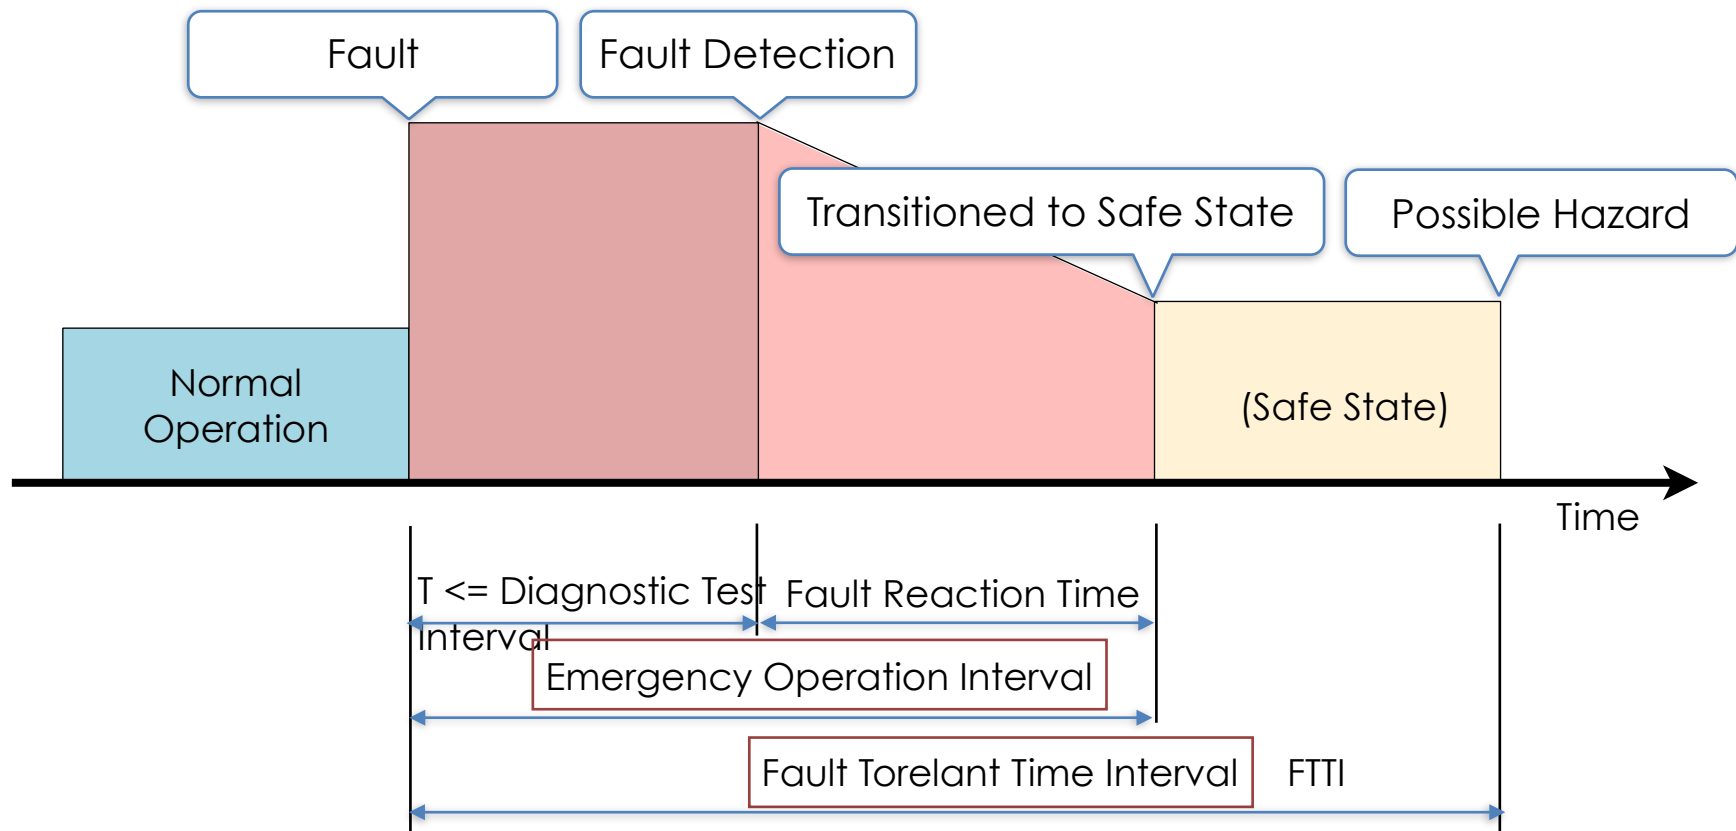 Fault
Fault Detection
Transitioned to Safe State
Possible Hazard
Normal
Operation
(Safe State)
Time
T <= Diagnostic Test
Interval
Fault Reaction Time
Emergency Operation Interval
Fault Torelant Time Interval
FTTI